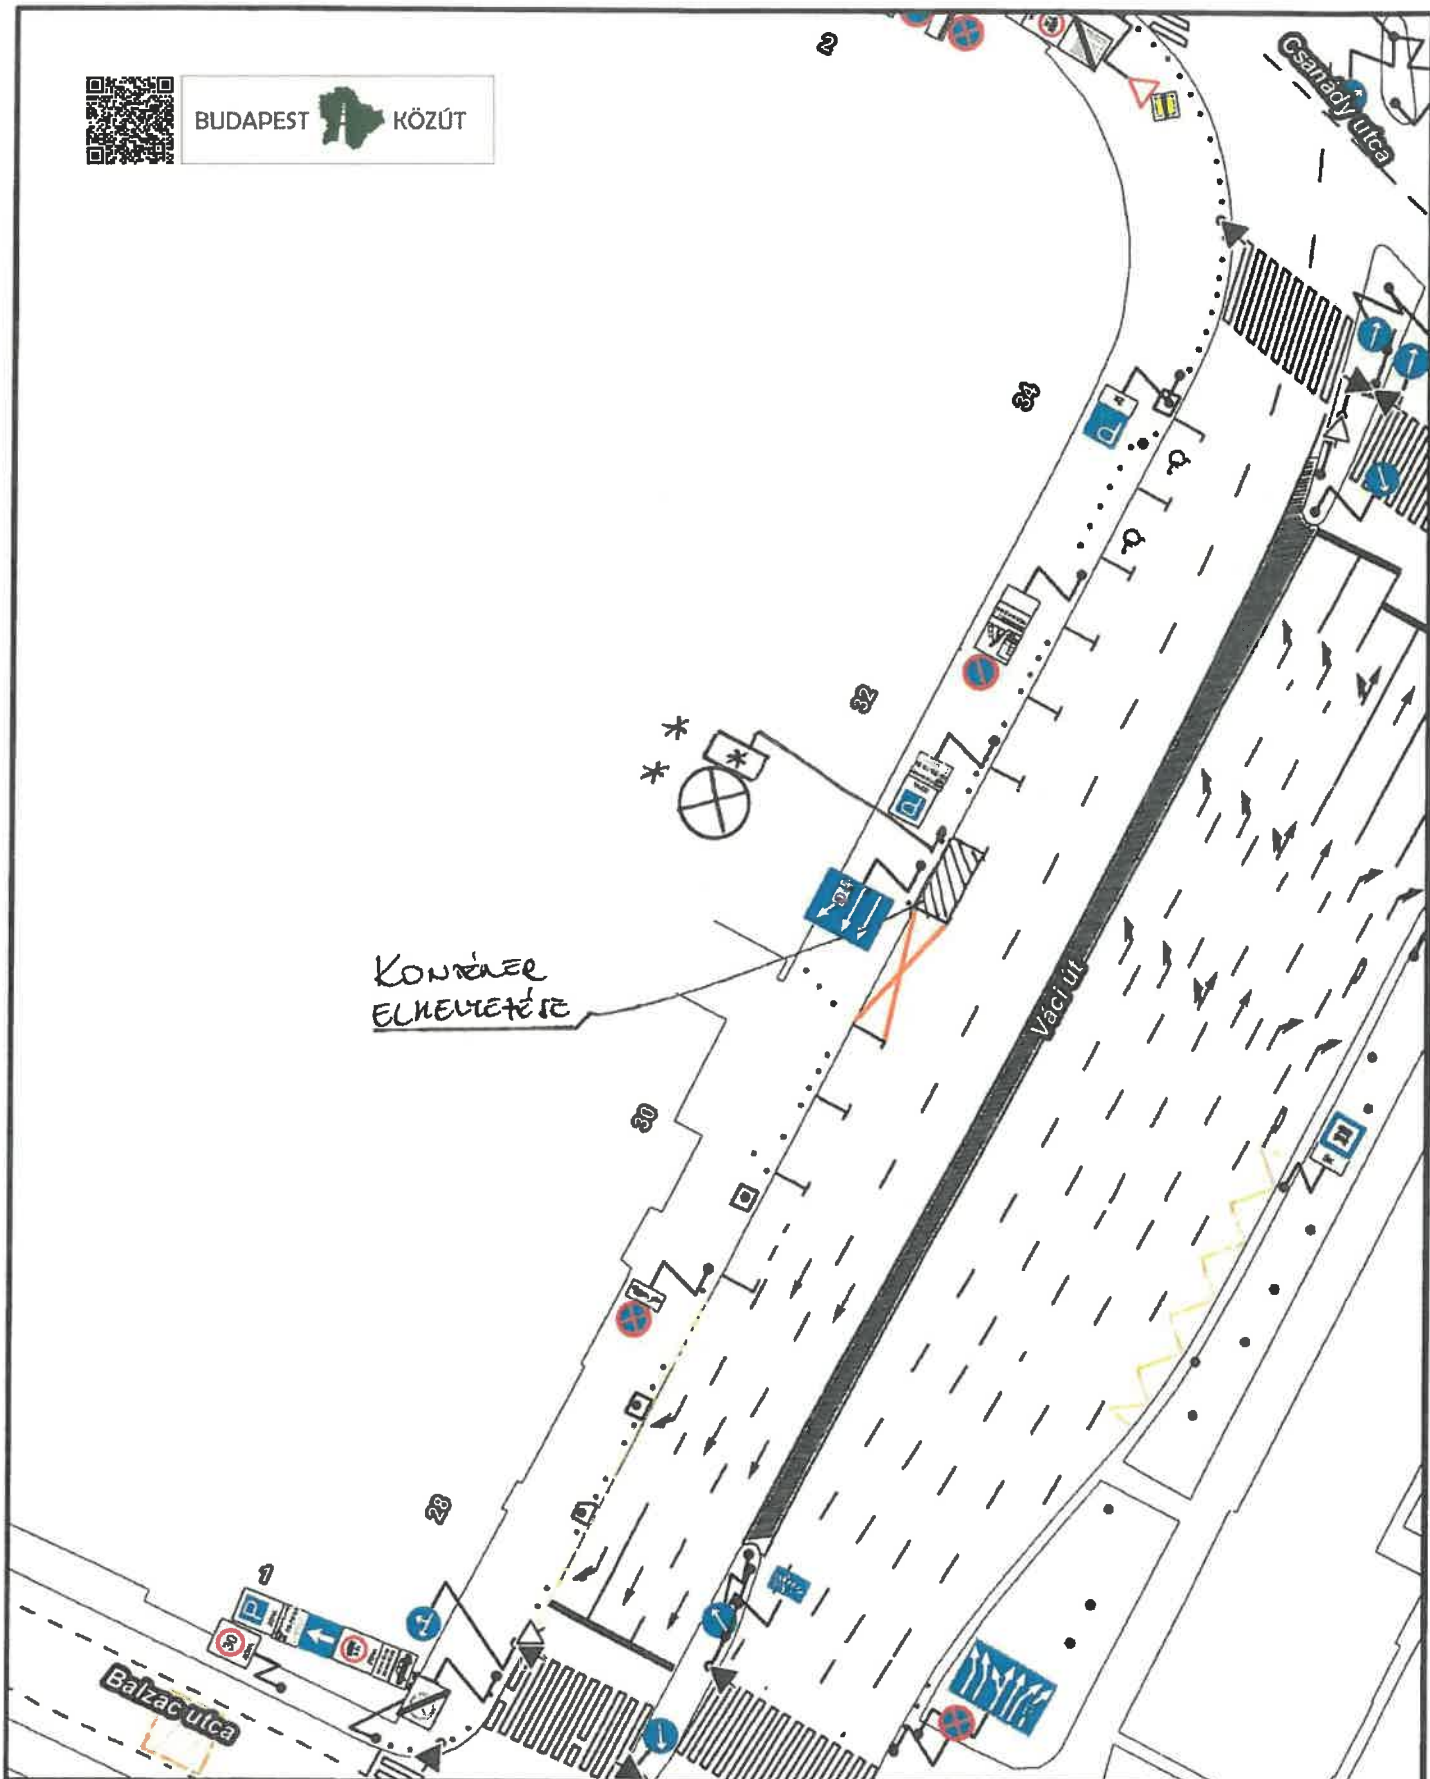 BUDAPEST KÖZÚT
2
Csanády utca
34
32
KONTÉNER
ELHELYEZÉSE
Váci út
30
28
1
P
30
Balzac utca